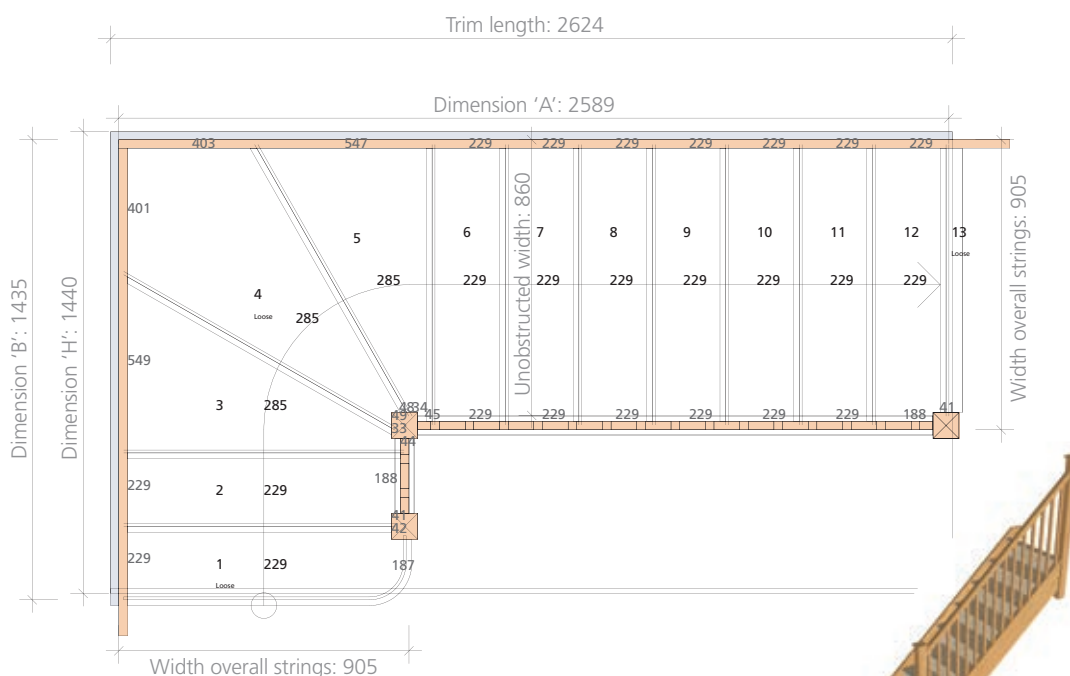 Trim length: 2624
Dimension ‘A’: 2589
403 547 229 229 229 229 229 229 229
401
5 6 7 8 9 10 11 12 13
Loose
285 229 229 229 229 229 229 229
4
Loose
285
Unobstructed width: 860
Width overall strings: 905
Dimension ‘B’: 1435
Dimension ‘H’: 1440
549
3 285
34 45 229 229 229 229 229 229 188 41
49
33
44
229 2 229 188
41
42
229 1 229 187
Loose
Width overall strings: 905